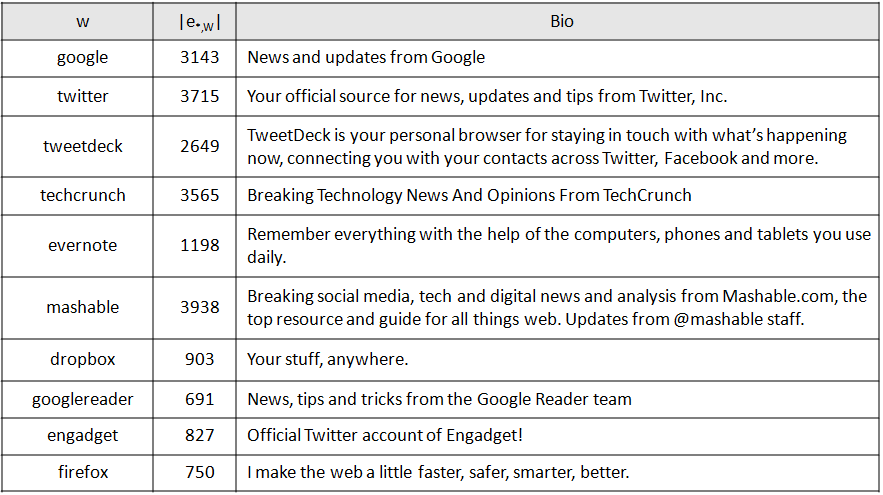 w |e*,w| Bio
google 3143 News and updates from Google
twitter 3715 Your official source for news, updates and tips from Twitter, Inc.
tweetdeck 2649 TweetDeck is your personal browser for staying in touch with what’s happening
now, connecting you with your contacts across Twitter, Facebook and more.
techcrunch 3565 Breaking Technology News And Opinions From TechCrunch
evernote 1198 Remember everything with the help of the computers, phones and tablets you use
daily.
mashable 3938 Breaking social media, tech and digital news and analysis from Mashable.com, the
top resource and guide for all things web. Updates from @mashable staff.
dropbox 903 Your stuff, anywhere.
googlereader 691 News, tips and tricks from the Google Reader team
engadget 827 Official Twitter account of Engadget!
firefox 750 I make the web a little faster, safer, smarter, better.